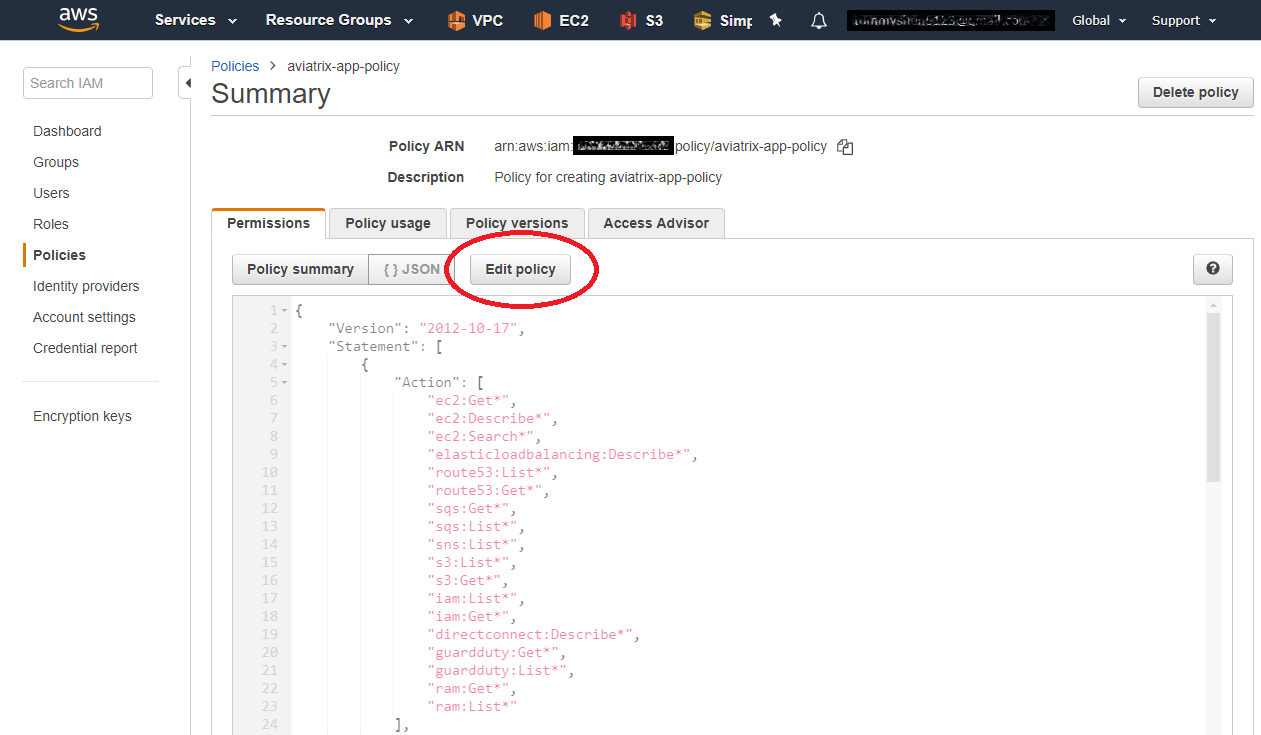 aws Services Resource Groups VPC EC2 S3 Simp Global Support
Search IAM
Dashboard
Groups
Users
Roles
Policies
Identity providers
Account settings
Credential report
Encryption keys
Policies > aviatrix-app-policy
Summary
Delete policy
Policy ARN arn:aws:iam: policy/aviatrix-app-policy
Description Policy for creating aviatrix-app-policy
Permissions Policy usage Policy versions Access Advisor
Policy summary { } JSON Edit policy ?
1 {
2 "Version": "2012-10-17",
3 "Statement": [
4 {
5 "Action": [
6 "ec2:Get*",
7 "ec2:Describe*",
8 "ec2:Search*",
9 "elasticloadbalancing:Describe*",
10 "route53:List*",
11 "route53:Get*",
12 "sqs:Get*",
13 "sqs:List*",
14 "sns:List*",
15 "s3:List*",
16 "s3:Get*",
17 "iam:List*",
18 "iam:Get*",
19 "directconnect:Describe*",
20 "guardduty:Get*",
21 "guardduty:List*",
22 "ram:Get*",
23 "ram:List*"
24 ],